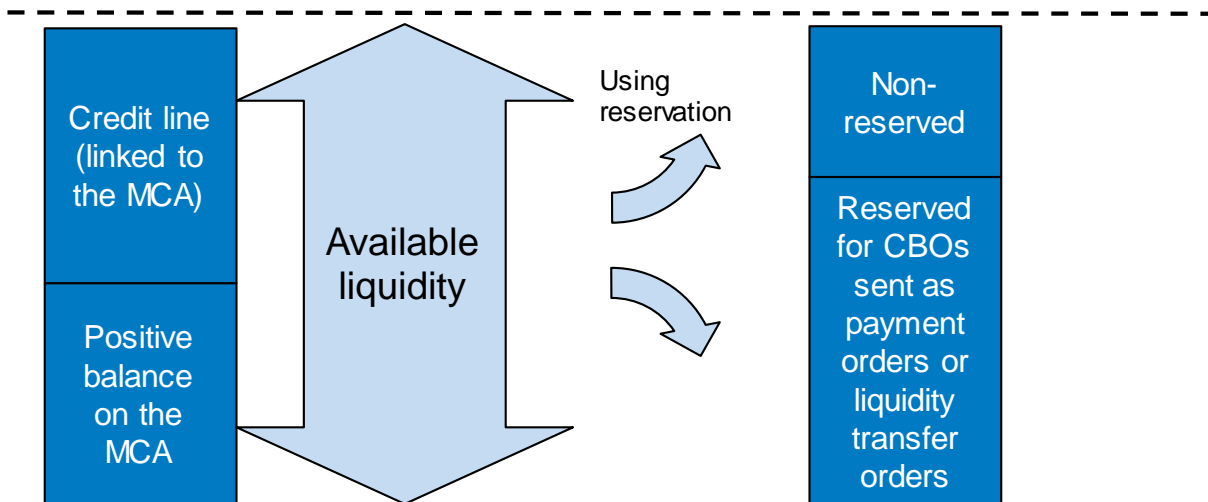 Credit line
(linked to
the MCA)
Positive
balance
on the
MCA
Available
liquidity
Using
reservation
Non-
reserved
Reserved
for CBOs
sent as
payment
orders or
liquidity
transfer
orders